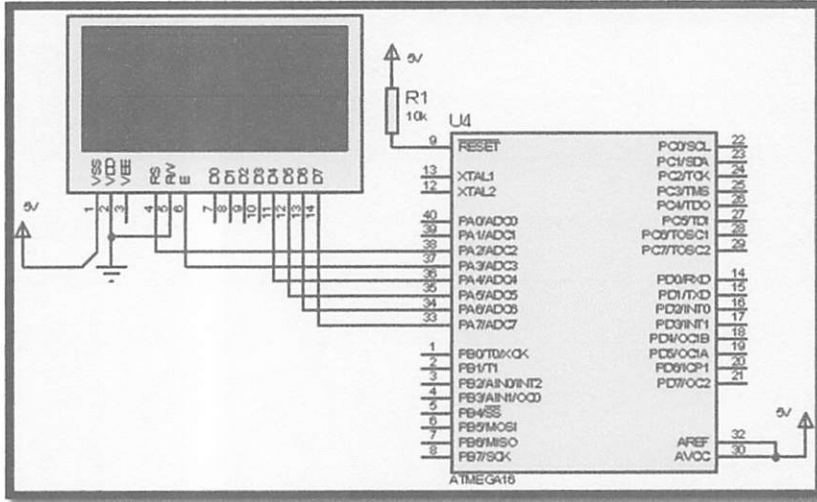 5V
R1
10k
U4
VSS
VDD
VEE
RS
RW
E
D0
D1
D2
D3
D4
D5
D6
D7
1
2
3
4
5
6
7
8
9
10
11
12
13
14
5V
9 RESET
13 XTAL1
12 XTAL2
40 PA0/ADC0
39 PA1/ADC1
38 PA2/ADC2
37 PA3/ADC3
36 PA4/ADC4
35 PA5/ADC5
34 PA6/ADC6
33 PA7/ADC7
1 PB0/T0/XCK
2 PB1/T1
3 PB2/AIN0/INT2
4 PB3/AIN1/OC0
5 PB4/SS
6 PB5/MOSI
7 PB6/MISO
8 PB7/SCK
PC0/SCL 22
PC1/SDA 23
PC2/TCK 24
PC3/TMS 25
PC4/TDO 26
PC5/TDI 27
PC6/TOSC1 28
PC7/TOSC2 29
PD0/RXD 14
PD1/TXD 15
PD2/INT0 16
PD3/INT1 17
PD4/OC1B 18
PD5/OC1A 19
PD6/ICP1 20
PD7/OC2 21
5V
AREF 32
AVCC 30
ATMEGA16